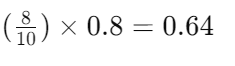 (8/10) × 0.8 = 0.64